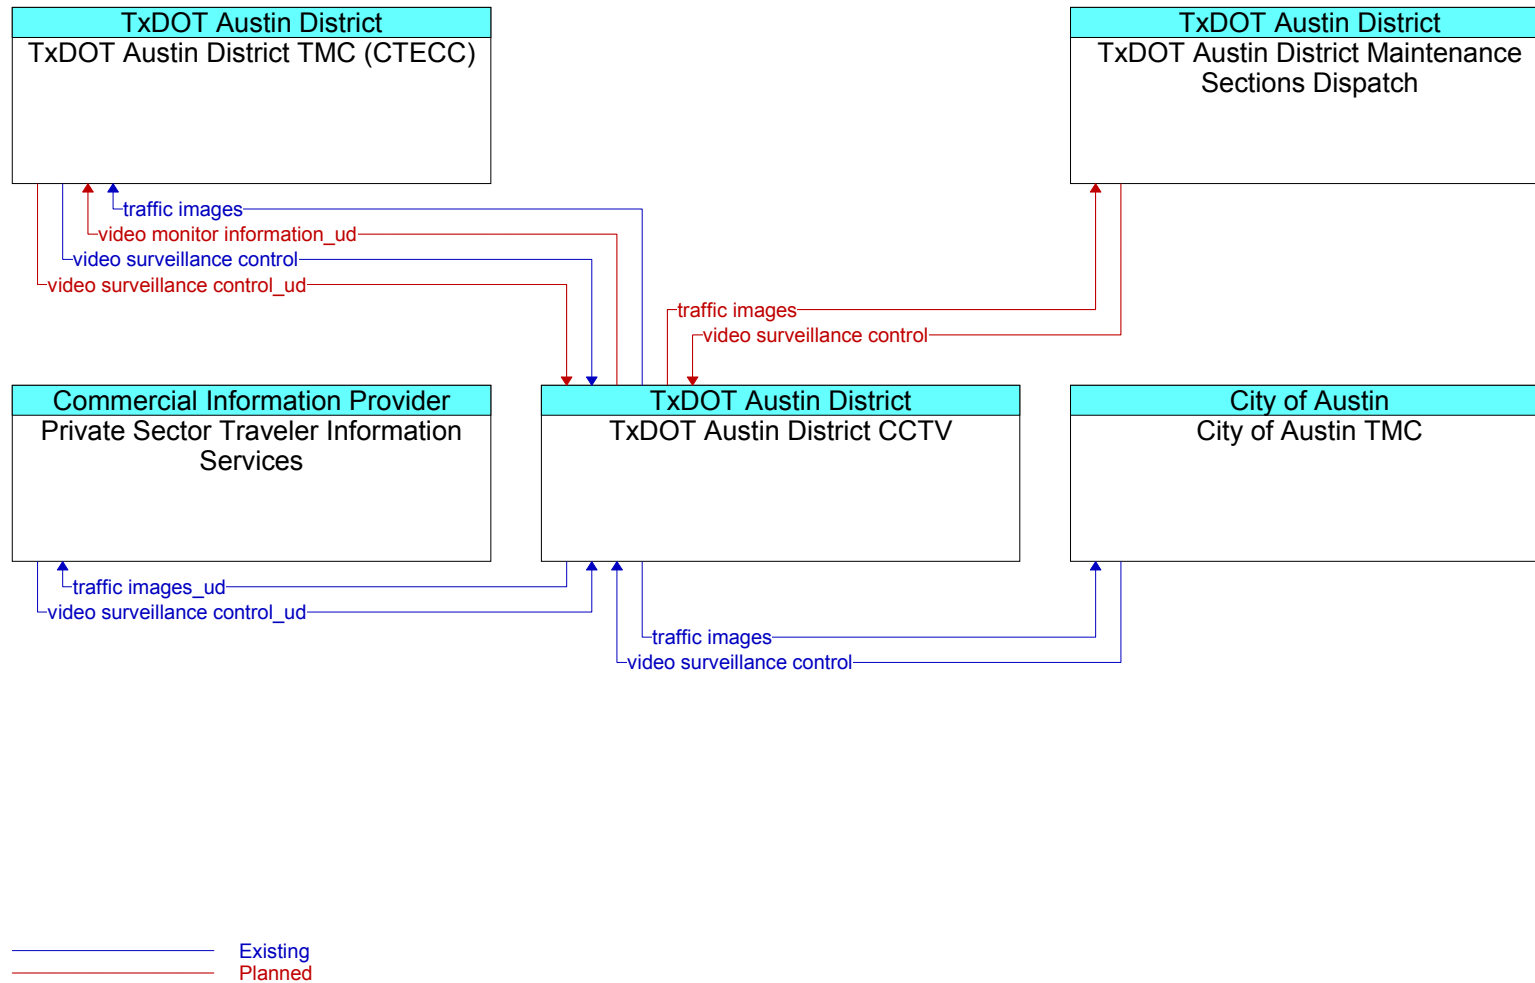 TxDOT Austin District
TxDOT Austin District TMC (CTECC)
TxDOT Austin District
TxDOT Austin District Maintenance
Sections Dispatch
traffic images
video monitor information_ud
video surveillance control
video surveillance control_ud
traffic images
video surveillance control
Commercial Information Provider
Private Sector Traveler Information
Services
TxDOT Austin District
TxDOT Austin District CCTV
City of Austin
City of Austin TMC
traffic images_ud
video surveillance control_ud
traffic images
video surveillance control
Existing
Planned